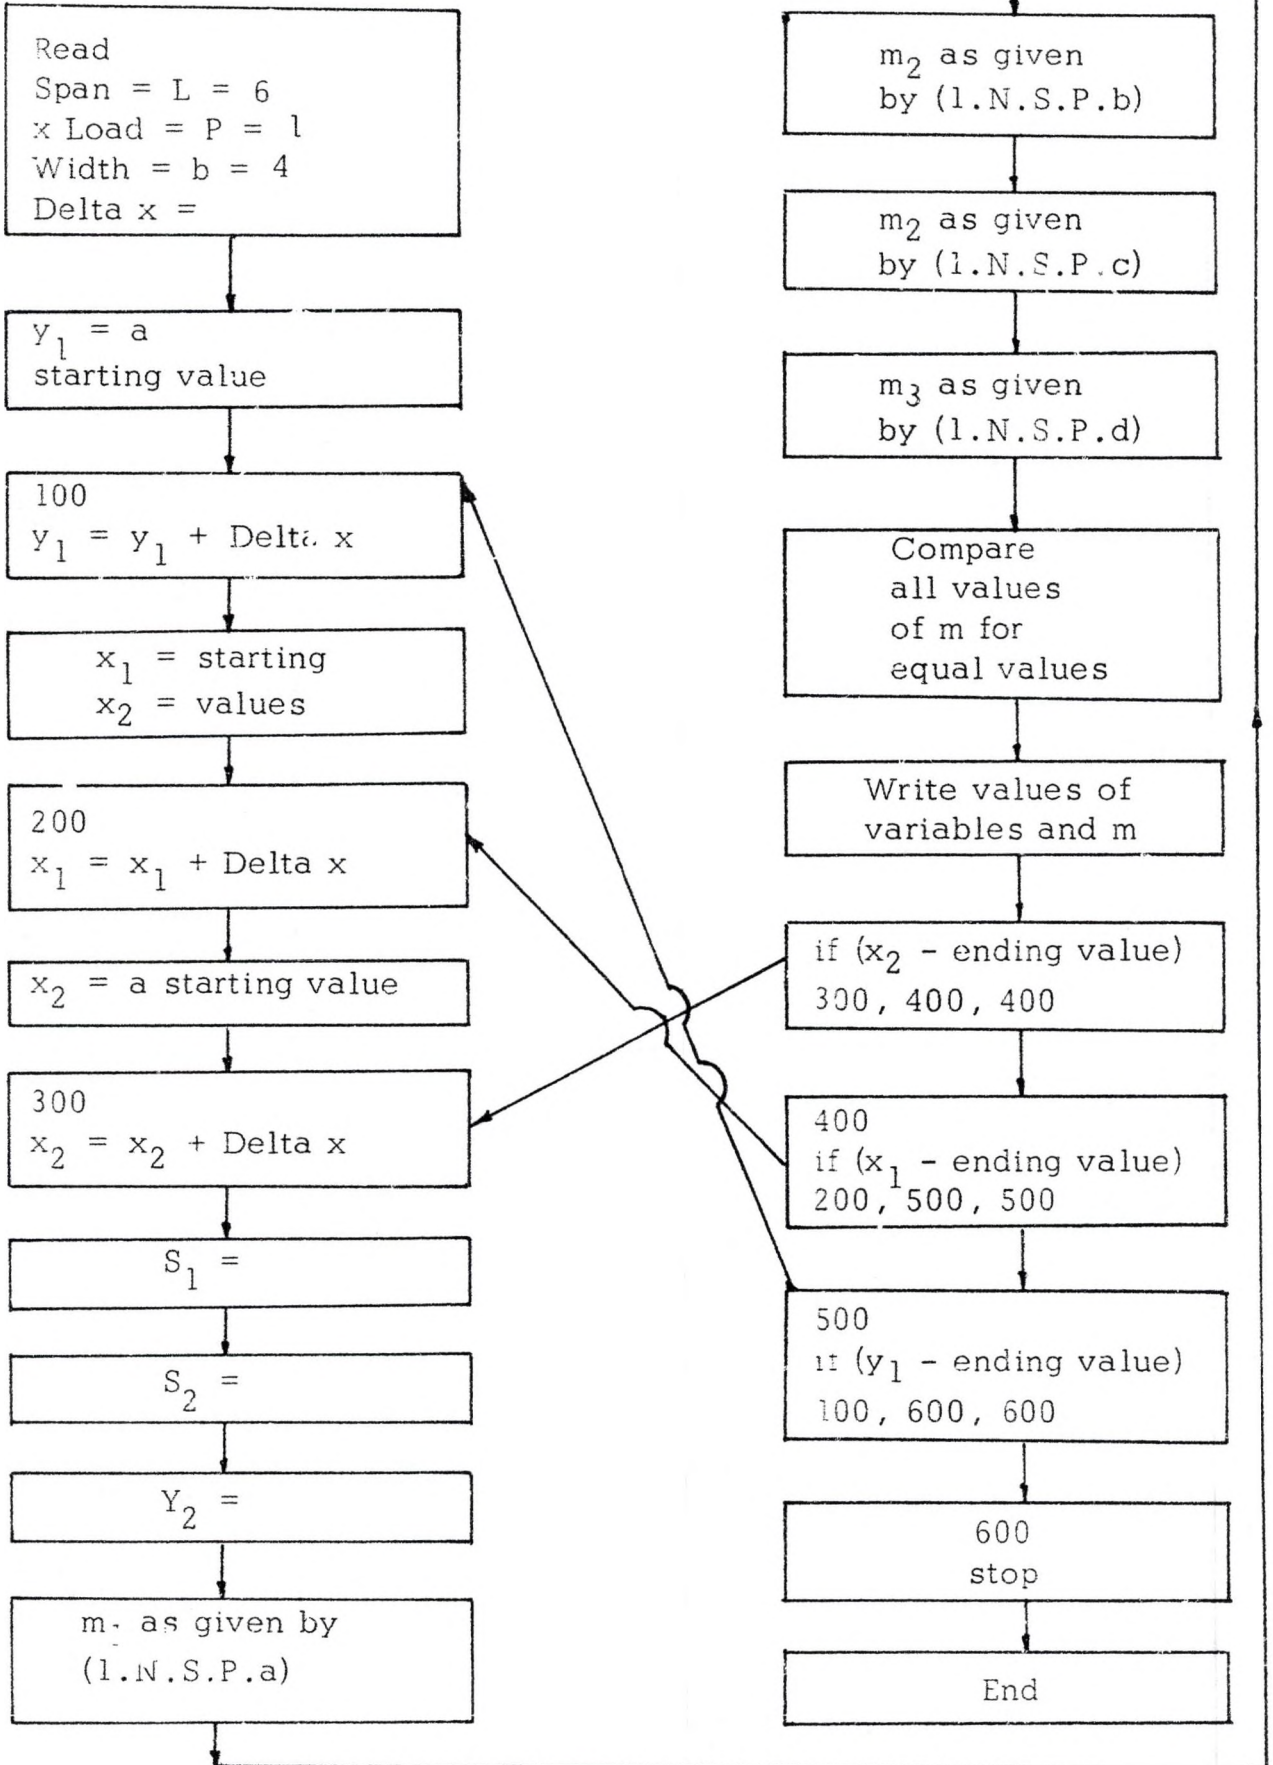 Read
Span = L = 6
x Load = P = 1
Width = b = 4
Delta x =
y₁ = a
starting value
100
y₁ = y₁ + Delta x
x₁ = starting
x₂ = values
200
x₁ = x₁ + Delta x
x₂ = a starting value
300
x₂ = x₂ + Delta x
S₁ =
S₂ =
Y₂ =
m as given by
(1.N.S.P.a)
m₂ as given
by (1.N.S.P.b)
m₂ as given
by (1.N.S.P.c)
m₃ as given
by (1.N.S.P.d)
Compare
all values
of m for
equal values
Write values of
variables and m
if (x₂ - ending value)
300, 400, 400
400
if (x₁ - ending value)
200, 500, 500
500
if (y₁ - ending value)
100, 600, 600
600
stop
End